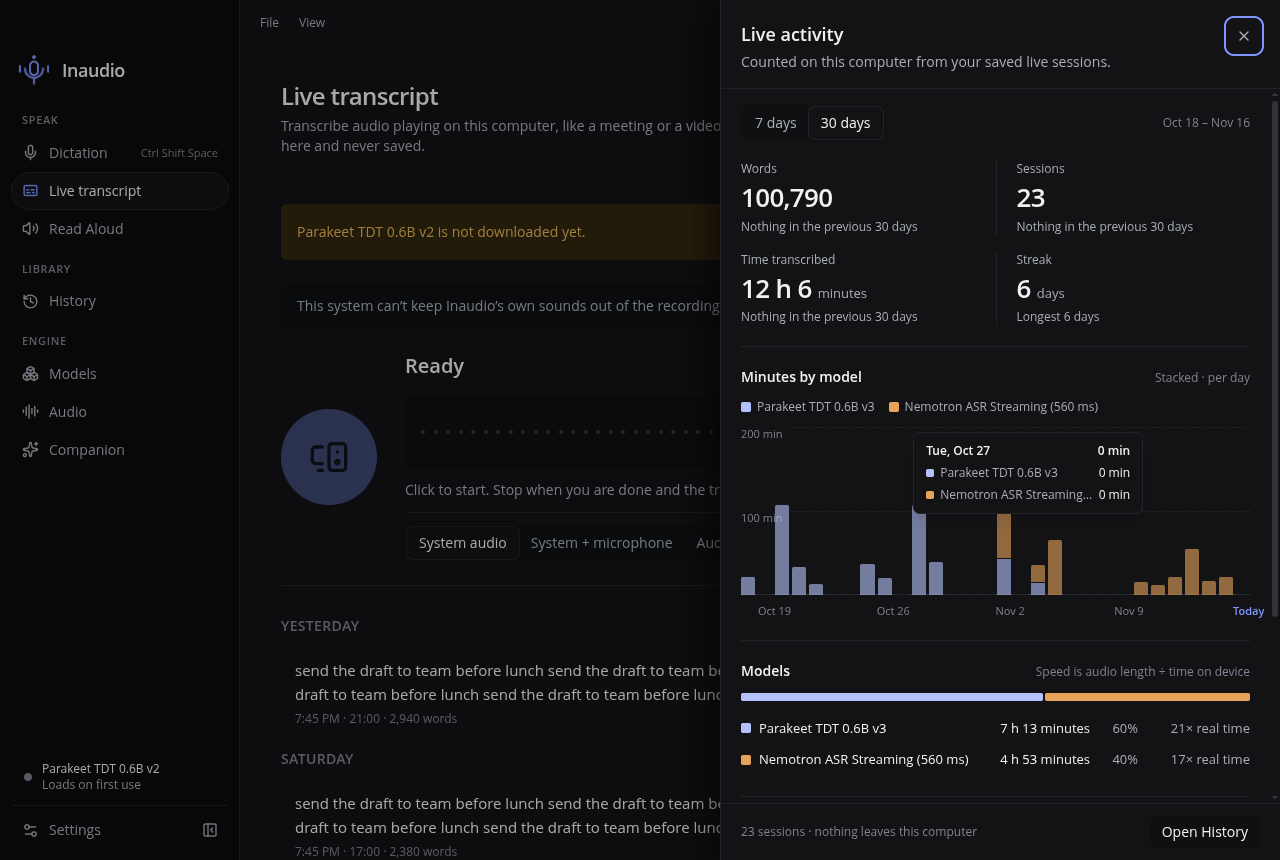 File View
Inaudio
SPEAK
Dictation Ctrl Shift Space
Live transcript
Read Aloud
LIBRARY
History
ENGINE
Models
Audio
Companion
Parakeet TDT 0.6B v2
Loads on first use
Settings
Live transcript
Transcribe audio playing on this computer, like a meeting or a video
here and never saved.
Parakeet TDT 0.6B v2 is not downloaded yet.
This system can’t keep Inaudio’s own sounds out of the recording
Ready
Click to start. Stop when you are done and the tr
System audio System + microphone Aud
YESTERDAY
send the draft to team before lunch send the draft to team be
draft to team before lunch send the draft to team before lunc
7:45 PM · 21:00 · 2,940 words
SATURDAY
send the draft to team before lunch send the draft to team be
draft to team before lunch send the draft to team before lunc
7:45 PM · 17:00 · 2,380 words
Live activity
Counted on this computer from your saved live sessions.
7 days 30 days Oct 18 – Nov 16
Words
100,790
Nothing in the previous 30 days
Sessions
23
Nothing in the previous 30 days
Time transcribed
12 h 6 minutes
Nothing in the previous 30 days
Streak
6 days
Longest 6 days
Minutes by model Stacked · per day
Parakeet TDT 0.6B v3 Nemotron ASR Streaming (560 ms)
200 min
Tue, Oct 27 0 min
Parakeet TDT 0.6B v3 0 min
Nemotron ASR Streaming... 0 min
100 min
Oct 19 Oct 26 Nov 2 Nov 9 Today
Models Speed is audio length ÷ time on device
Parakeet TDT 0.6B v3 7 h 13 minutes 60% 21× real time
Nemotron ASR Streaming (560 ms) 4 h 53 minutes 40% 17× real time
23 sessions · nothing leaves this computer Open History